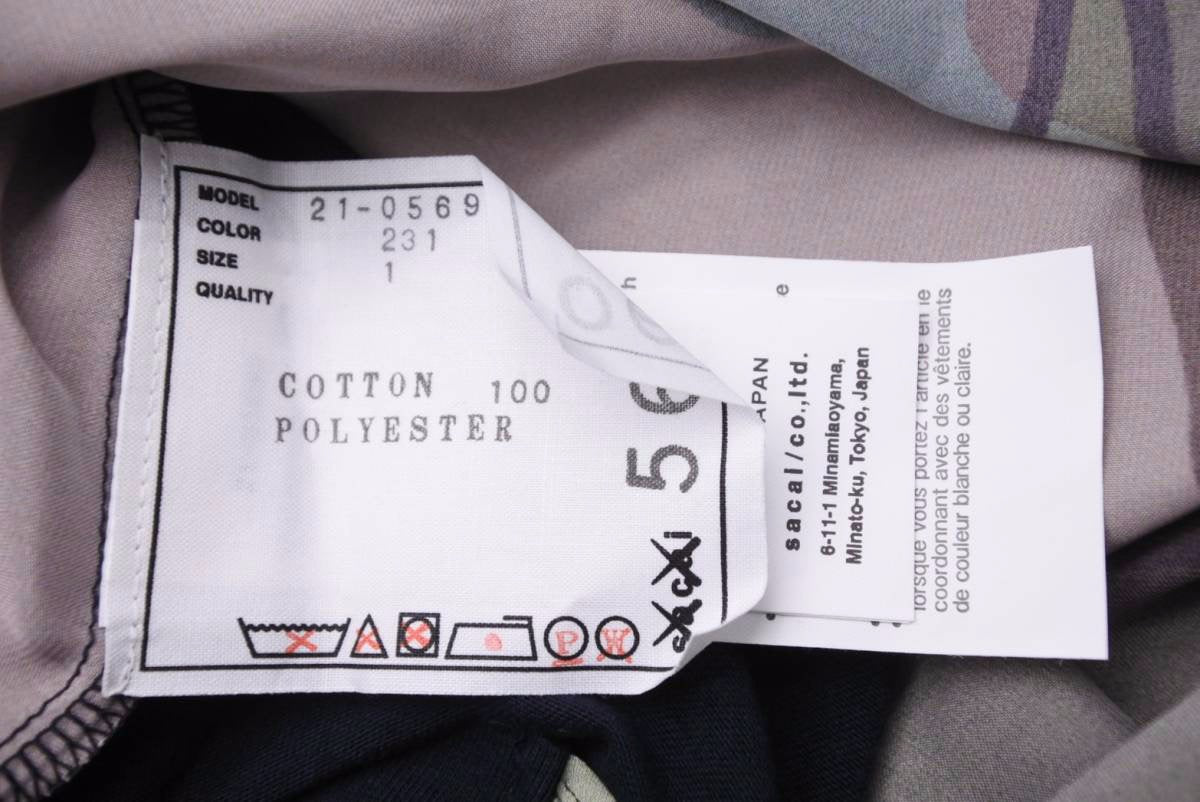 MODEL 21-0569
COLOR 231
SIZE 1
QUALITY
COTTON 100
POLYESTER
sacai
56
P W
h
e
APAN
sacai/co.,ltd.
6-11-1 Minamiaoyama,
Minato-ku, Tokyo, Japan
lorsque vous portez l'article en le
coordonnant avec des vêtements
de couleur blanche ou claire.